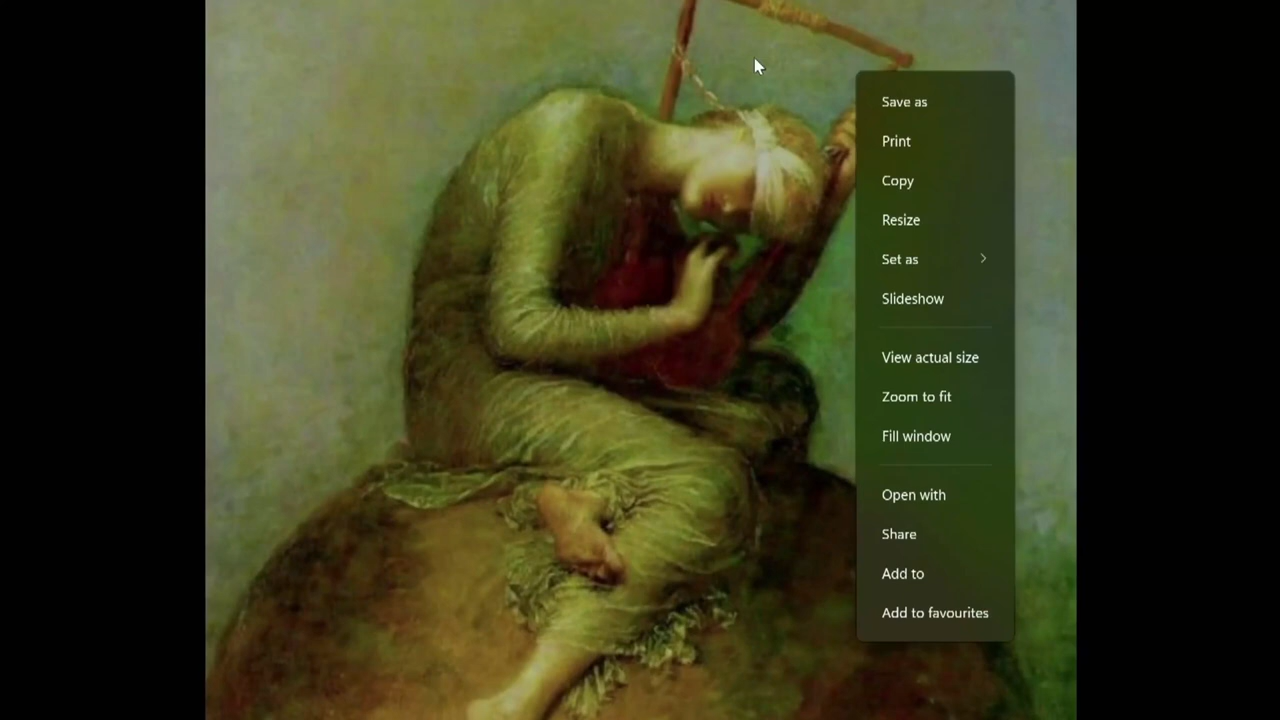 Save as
Print
Copy
Resize
Set as
Slideshow
View actual size
Zoom to fit
Fill window
Open with
Share
Add to
Add to favourites